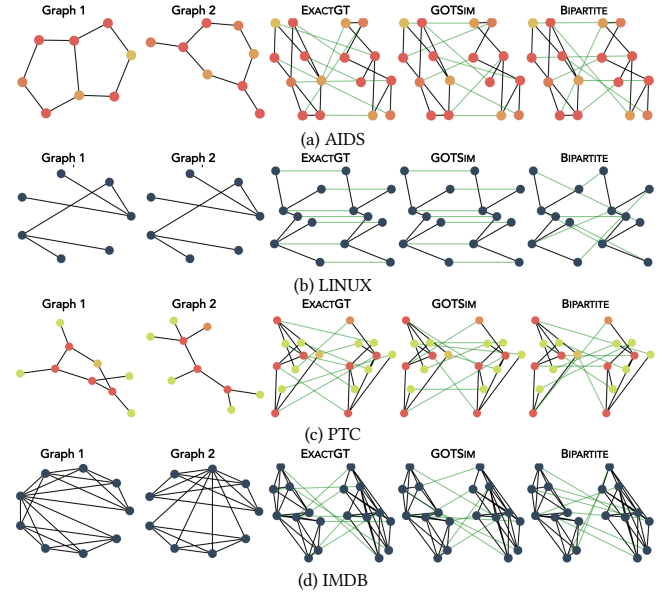 Graph 1 Graph 2 EXACTGT GOTSIM BIPARTITE
(a) AIDS
Graph 1 Graph 2 EXACTGT GOTSIM BIPARTITE
(b) LINUX
Graph 1 Graph 2 EXACTGT GOTSIM BIPARTITE
(c) PTC
Graph 1 Graph 2 EXACTGT GOTSIM BIPARTITE
(d) IMDB